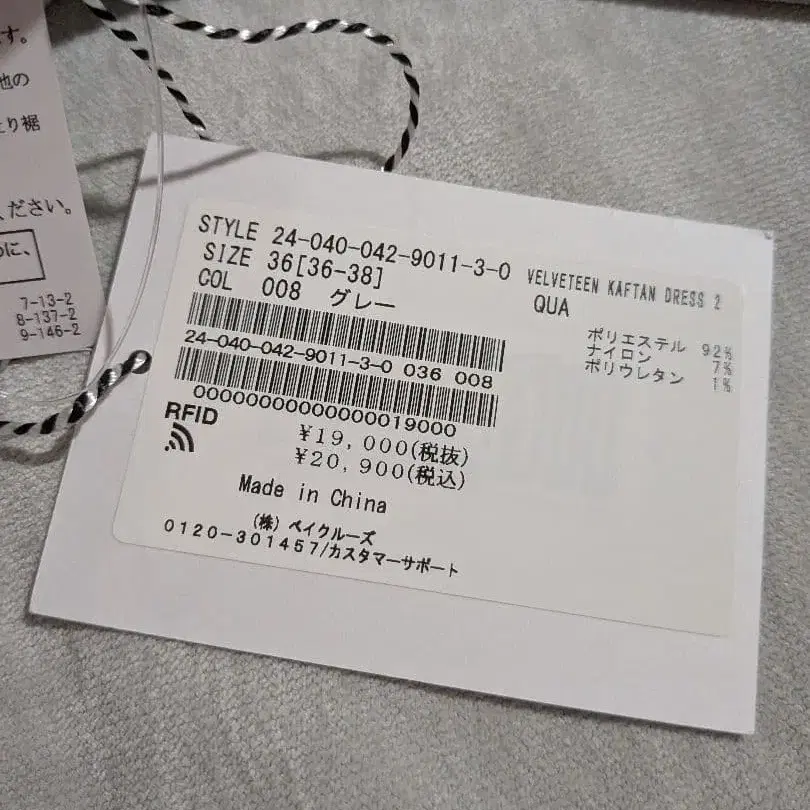 す。
他の
り裾
ください。
めに、
7-13-2
8-137-2
9-146-2
STYLE 24-040-042-9011-3-0 VELVETEEN KAFTAN DRESS 2
SIZE 36[36-38]
QUA
COL 008 グレー
ポリエステル 92%
ナイロン 7%
ポリウレタン 1%
24-040-042-9011-3-0 036 008
00000000000000019000
RFID
¥19,000(税抜)
¥20,900(税込)
Made in China
(株) ベイクルーズ
0120-301457/カスタマーサポート